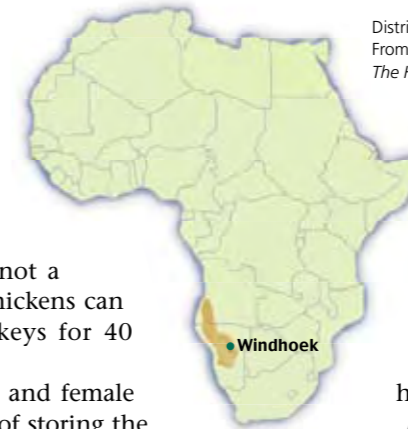 Distri
From
The
not a
hickens can
keys for 40
Windhoek
and female
h
of storing the